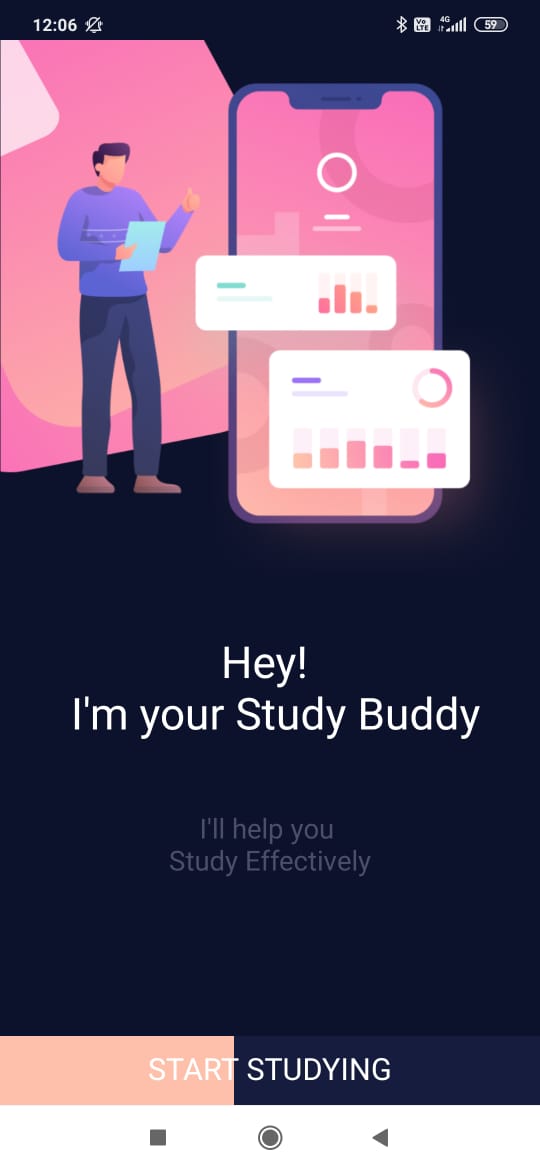 12:06
Vo LTE 4G 59
Hey!
I'm your Study Buddy
I'll help you
Study Effectively
START STUDYING